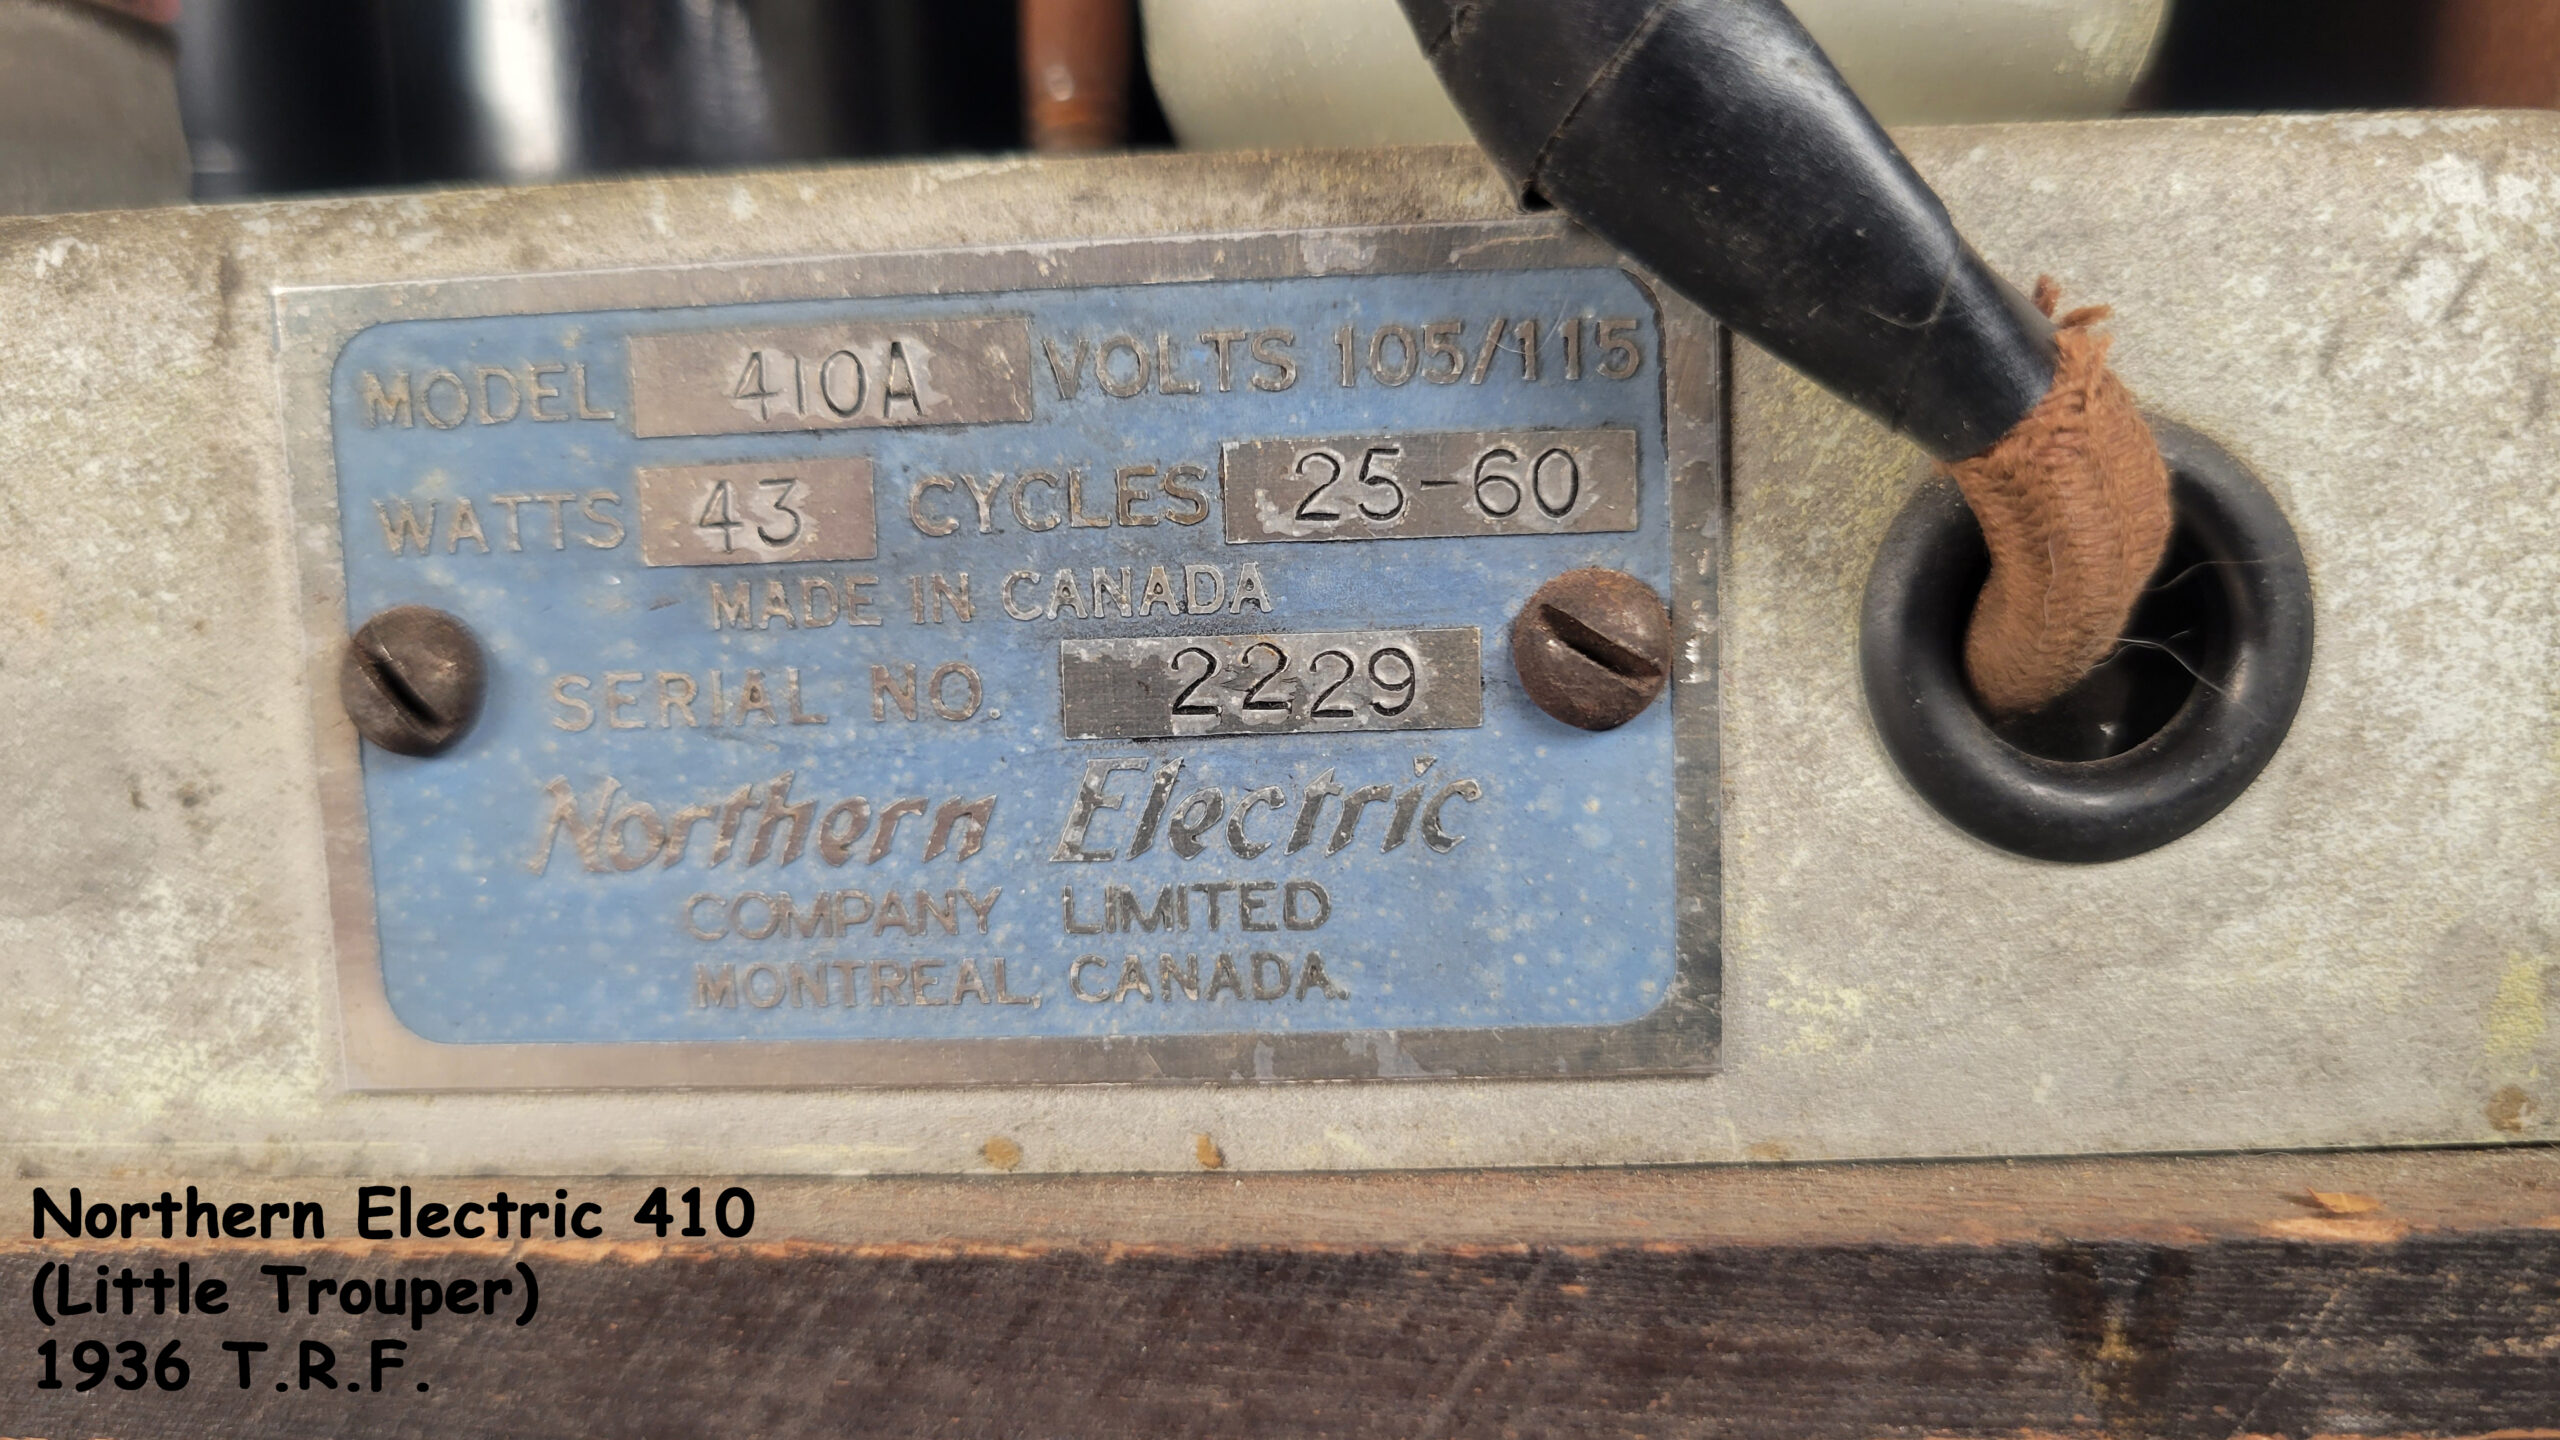 MODEL 410A VOLTS 105/115
WATTS 43 CYCLES 25-60
MADE IN CANADA
SERIAL NO. 2229
Northern Electric
COMPANY LIMITED
MONTREAL, CANADA.
Northern Electric 410
(Little Trouper)
1936 T.R.F.